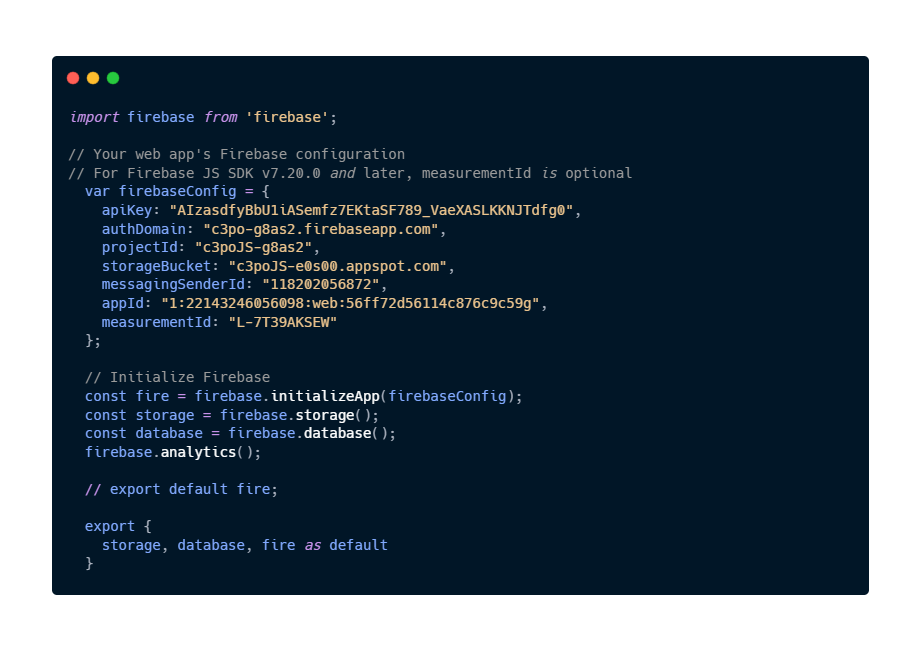 import firebase from 'firebase';
// Your web app's Firebase configuration
// For Firebase JS SDK v7.20.0 and later, measurementId is optional
var firebaseConfig = {
apiKey: "AIzasdfyBbU1iASemfz7EKtaSF789_VaeXASLKKNJTdfg0",
authDomain: "c3po-g8as2.firebaseapp.com",
projectId: "c3poJS-g8as2",
storageBucket: "c3poJS-e0s00.appspot.com",
messagingSenderId: "118202056872",
appId: "1:22143246056098:web:56ff72d56114c876c9c59g",
measurementId: "L-7T39AKSEW"
};
// Initialize Firebase
const fire = firebase.initializeApp(firebaseConfig);
const storage = firebase.storage();
const database = firebase.database();
firebase.analytics();
// export default fire;
export {
storage, database, fire as default
}